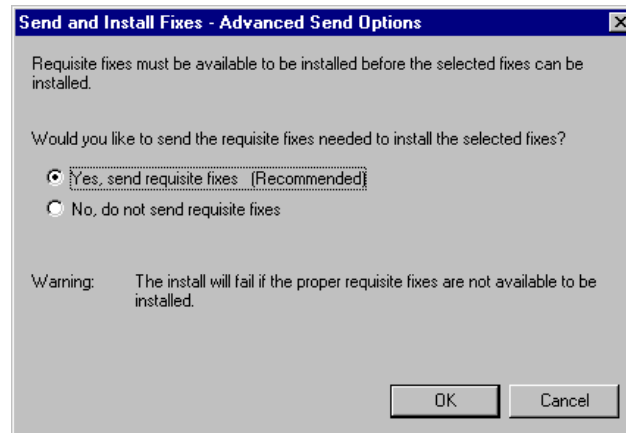 Send and Install Fixes - Advanced Send Options
Requisite fixes must be available to be installed before the selected fixes can be
installed.
Would you like to send the requisite fixes needed to install the selected fixes?
Yes, send requisite fixes (Recommended)
No, do not send requisite fixes
Warning: The install will fail if the proper requisite fixes are not available to be
installed.
OK Cancel